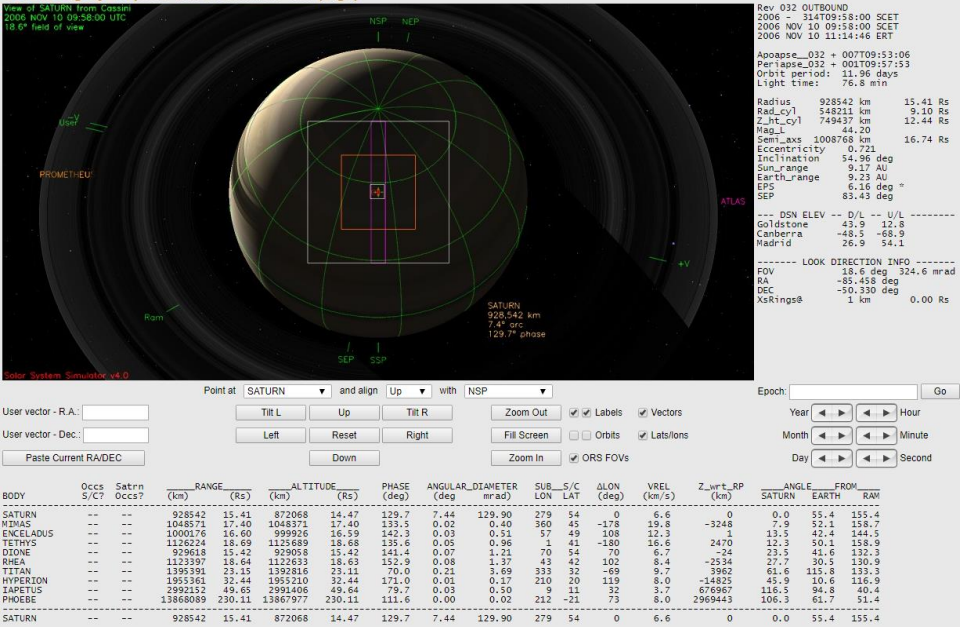 View of SATURN from Cassini
2006 NOV 10 09:58:00 UTC
18.6° field of view
NSP NEP
-V
User
PROMETHEU
ATLAS
+V
Ram
SATURN
928,542 km
7.4° arc
129.7° phase
SEP SSP
Solar System Simulator v4.0
Rev 032 OUTBOUND
2006 - 314T09:58:00 SCET
2006 NOV 10 09:58:00 SCET
2006 NOV 10 11:14:46 ERT
Apoapse_032 + 007T09:53:06
Periapse_032 + 001T09:57:53
Orbit period: 11.96 days
Light time: 76.8 min
Radius 928542 km 15.41 Rs
Rad_cyl 548211 km 9.10 Rs
Z_ht_cyl 749437 km 12.44 Rs
Mag_L 44.20
Semi_axs 1008768 km 16.74 Rs
Eccentricity 0.721
Inclination 54.96 deg
Sun_range 9.17 AU
Earth_range 9.23 AU
EPS 6.16 deg *
SEP 83.43 deg
--- DSN ELEV -- D/L -- U/L --------
Goldstone 43.9 12.8
Canberra -48.5 -68.9
Madrid 26.9 54.1
------- LOOK DIRECTION INFO -------
FOV 18.6 deg 324.6 mrad
RA -85.458 deg
DEC -50.330 deg
XsRings@ 1 km 0.00 Rs
Point at SATURN and align Up with NSP
Epoch: Go
User vector - R.A.:
Tilt L Up Tilt R Zoom Out Labels Vectors
Year Hour
User vector - Dec.:
Left Reset Right Fill Screen Orbits Lats/lons
Month Minute
Paste Current RA/DEC
Down Zoom In ORS FOVs
Day Second
Occs Satrn ____RANGE____ ____ALTITUDE____ PHASE ANGULAR_DIAMETER SUB__S/C ΔLON VREL Z_wrt_RP ____ANGLE__FROM____
BODY S/C? Occs? (km) (Rs) (km) (Rs) (deg) (deg mrad) LON LAT (deg) (km/s) (km) SATURN EARTH RAM
SATURN -- -- 928542 15.41 872068 14.47 129.7 7.44 129.90 279 54 0 6.6 0 0.0 55.4 155.4
MIMAS -- -- 1048571 17.40 1048371 17.40 133.5 0.02 0.40 360 45 -178 19.8 -3248 7.9 52.1 158.7
ENCELADUS -- -- 1000176 16.60 999926 16.59 142.3 0.03 0.51 57 49 108 12.3 1 13.5 42.4 144.5
TETHYS -- -- 1126224 18.69 1125689 18.68 135.6 0.05 0.96 1 41 -180 16.6 2470 12.3 50.1 158.9
DIONE -- -- 929618 15.42 929058 15.42 141.4 0.07 1.21 70 54 70 6.7 -24 23.5 41.6 132.3
RHEA -- -- 1123397 18.64 1122633 18.63 152.9 0.08 1.37 43 42 102 8.4 -2534 27.7 30.5 130.9
TITAN -- -- 1395391 23.15 1392816 23.11 70.0 0.21 3.69 333 32 -69 9.7 3962 61.6 115.8 133.3
HYPERION -- -- 1955361 32.44 1955210 32.44 171.0 0.01 0.17 210 20 119 8.0 -14825 45.9 10.6 116.9
IAPETUS -- -- 2992152 49.65 2991406 49.64 79.7 0.03 0.50 9 11 32 3.7 676967 116.5 94.8 40.4
PHOEBE -- -- 13868089 230.11 13867977 230.11 111.6 0.00 0.02 212 -21 73 8.0 2969443 106.3 61.7 51.4
SATURN -- -- 928542 15.41 872068 14.47 129.7 7.44 129.90 279 54 0 6.6 0 0.0 55.4 155.4